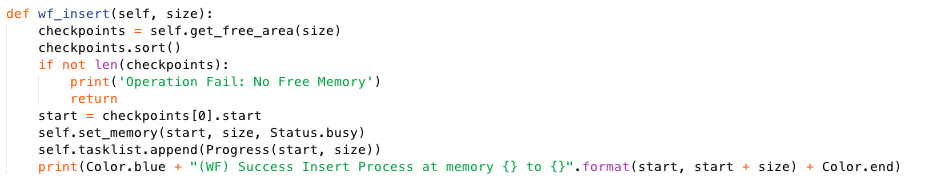 def wf_insert(self, size):
    checkpoints = self.get_free_area(size)
    checkpoints.sort()
    if not len(checkpoints):
        print('Operation Fail: No Free Memory')
        return
    start = checkpoints[0].start
    self.set_memory(start, size, Status.busy)
    self.tasklist.append(Progress(start, size))
    print(Color.blue + "(WF) Success Insert Process at memory {} to {}".format(start, start + size) + Color.end)